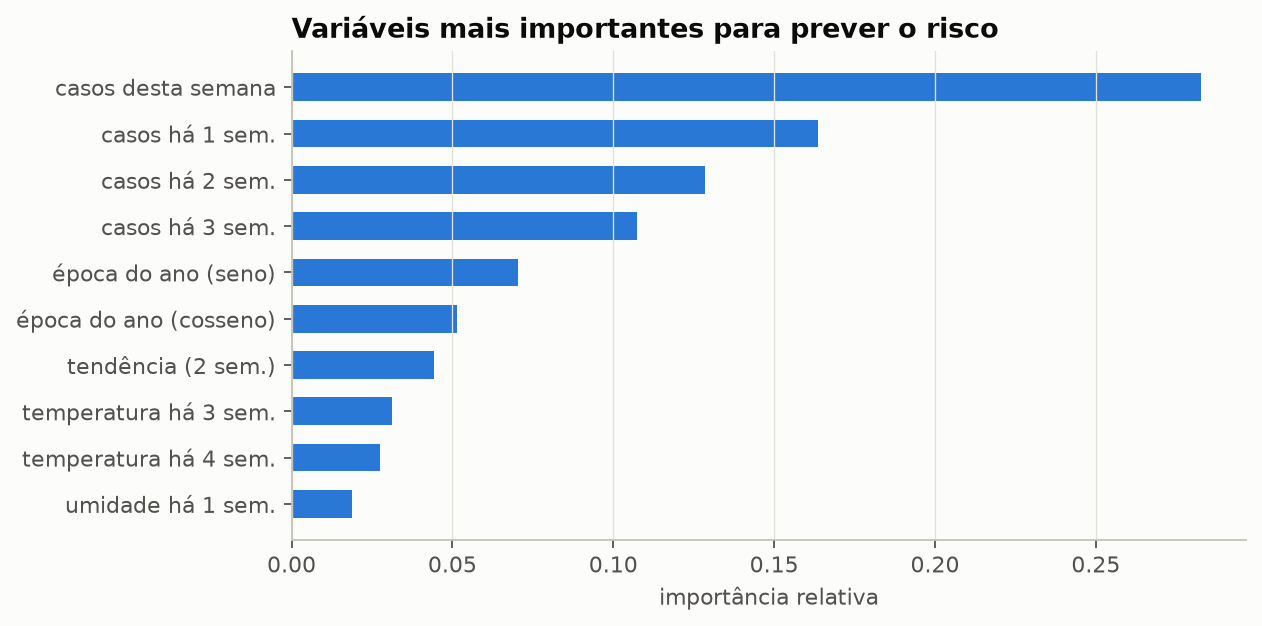 Variáveis mais importantes para prever o risco
casos desta semana
casos há 1 sem.
casos há 2 sem.
casos há 3 sem.
época do ano (seno)
época do ano (cosseno)
tendência (2 sem.)
temperatura há 3 sem.
temperatura há 4 sem.
umidade há 1 sem.
0.00 0.05 0.10 0.15 0.20 0.25
importância relativa